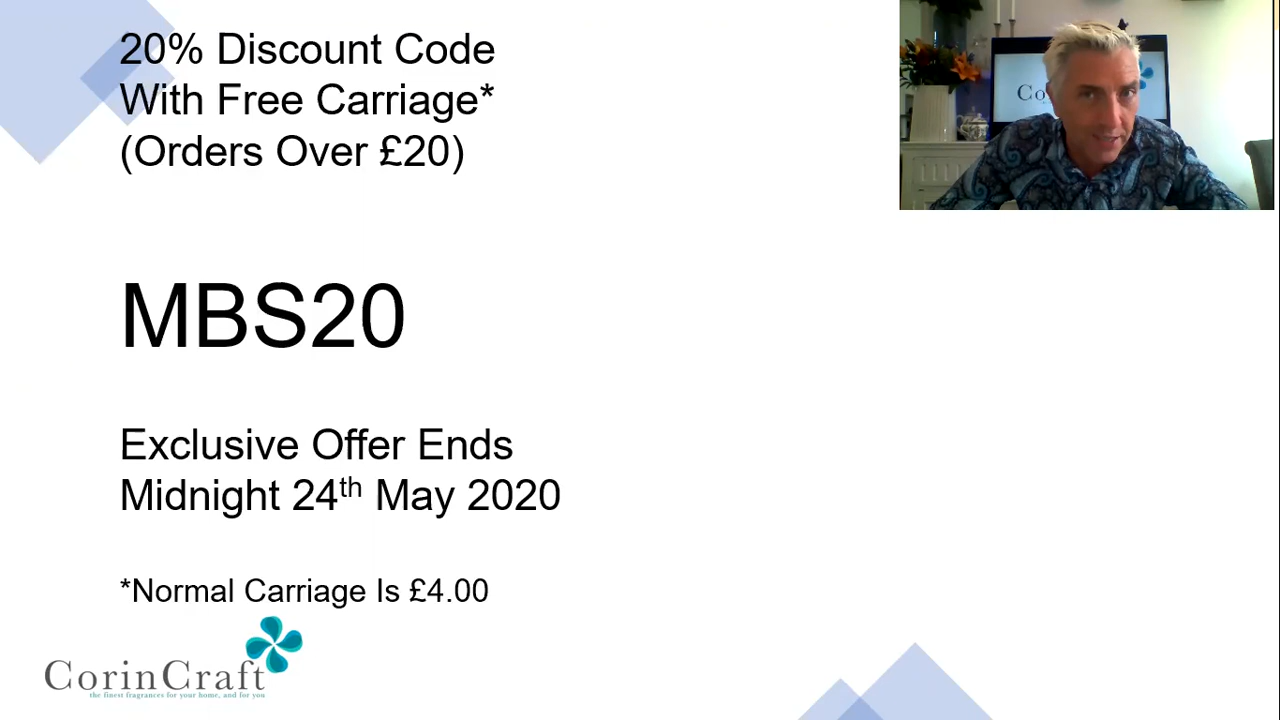 20% Discount Code
With Free Carriage*
(Orders Over £20)
MBS20
Exclusive Offer Ends
Midnight 24th May 2020
*Normal Carriage Is £4.00
CorinCraft
the finest fragrances for your home, and for you
Co